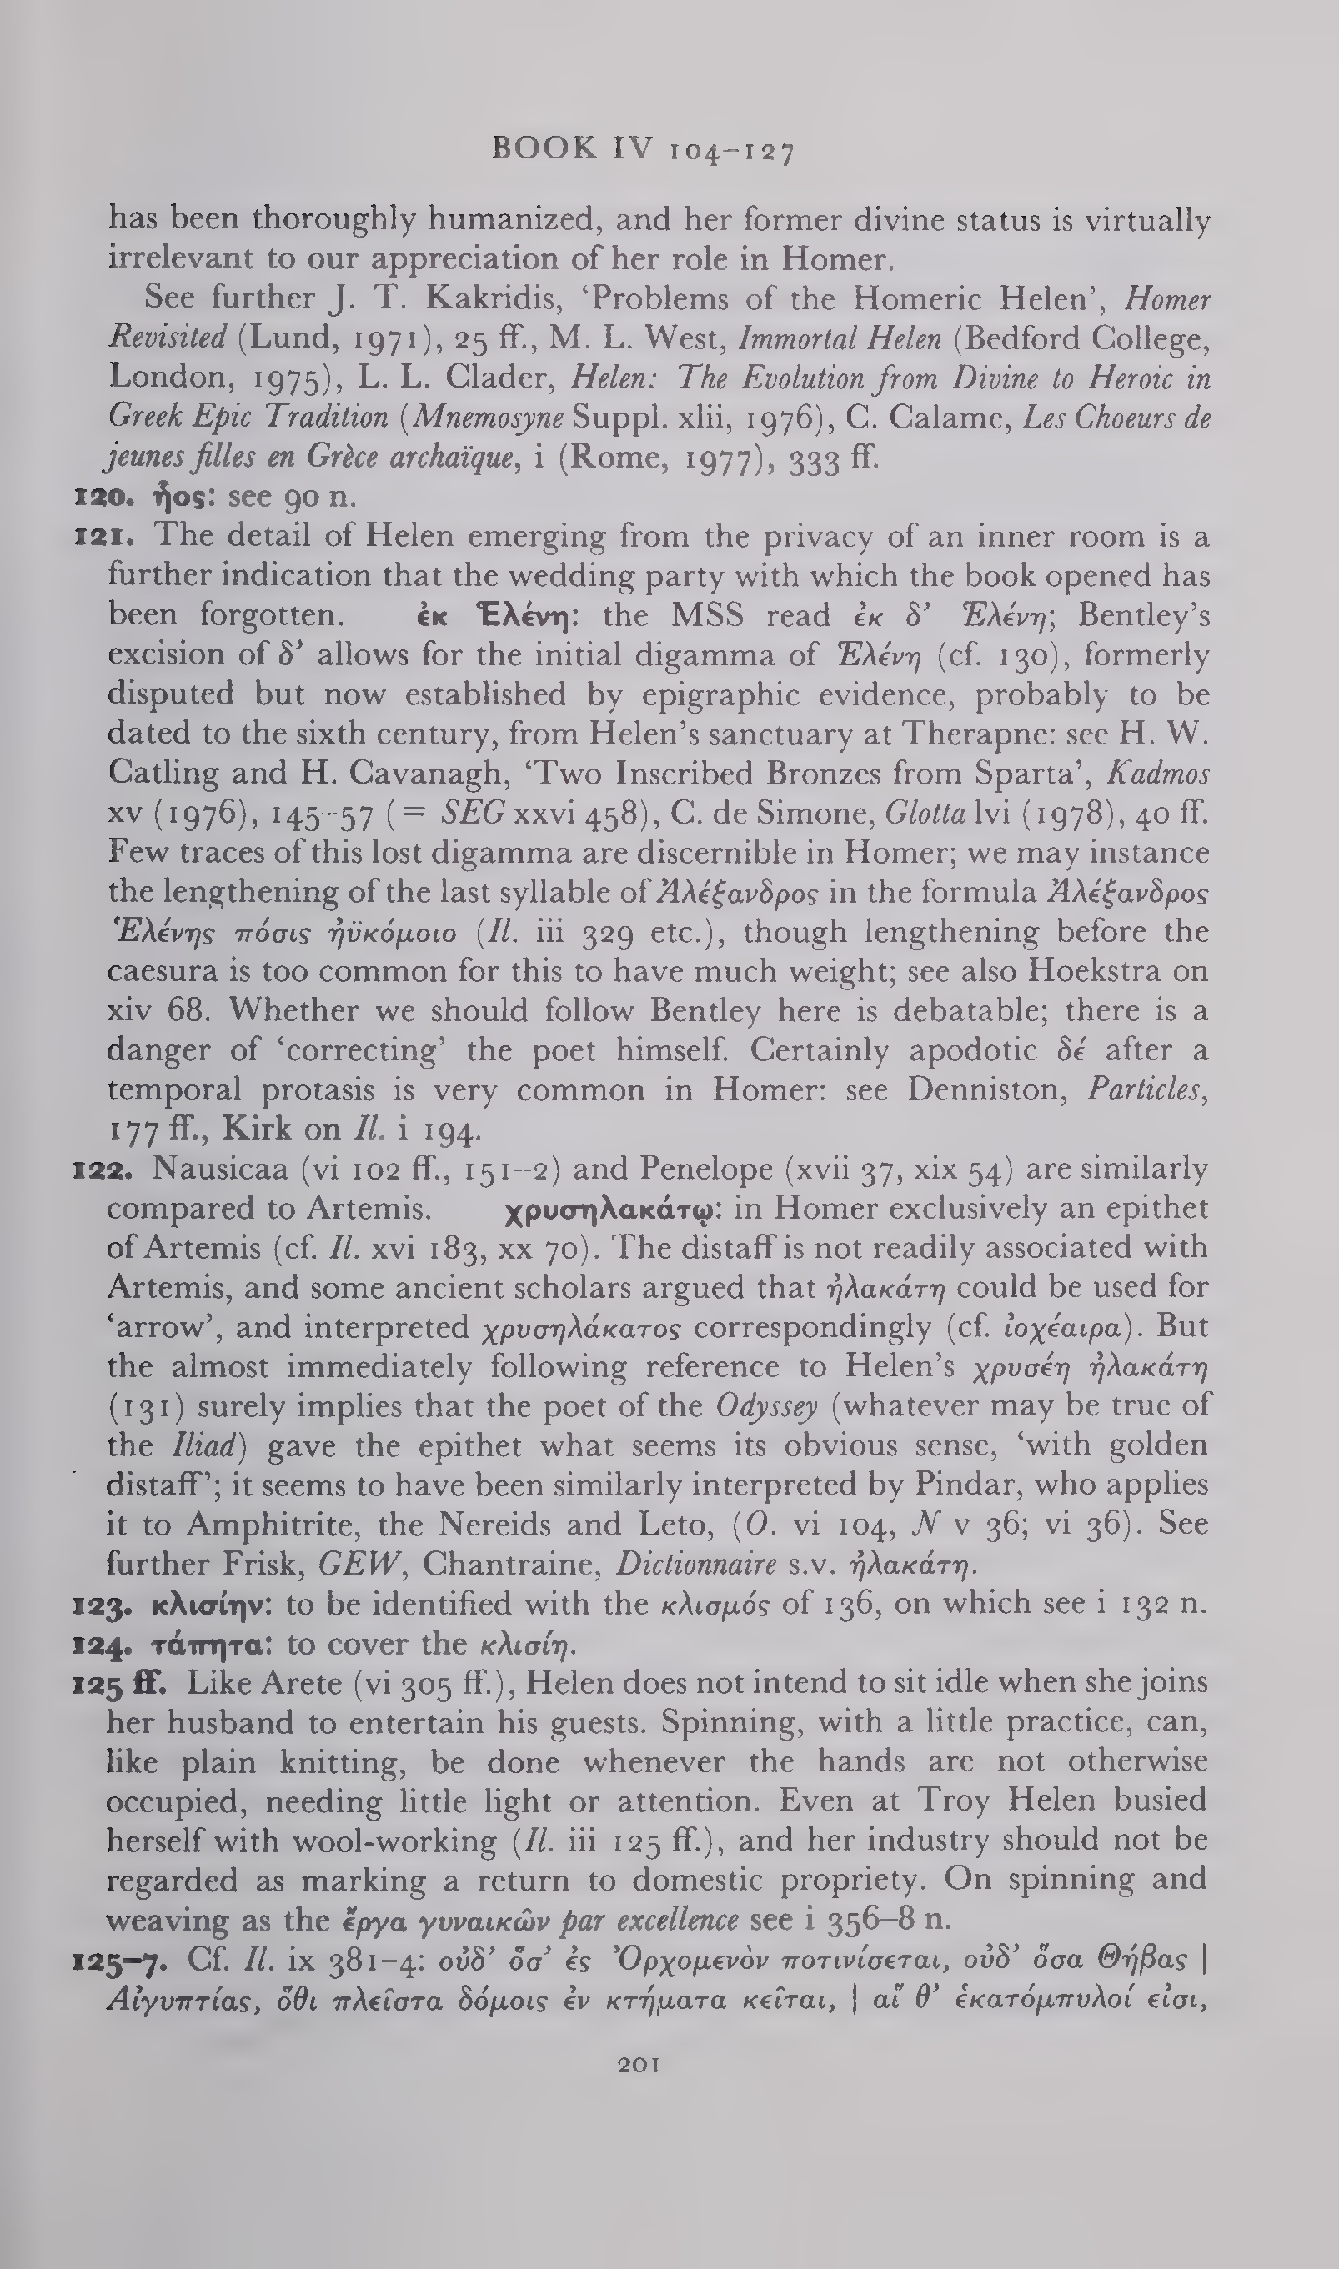 BOOK IV 104–127
has been thoroughly humanized, and her former divine status is virtually
irrelevant to our appreciation of her role in Homer.
See further J. T. Kakridis, ‘Problems of the Homeric Helen’, Homer
Revisited (Lund, 1971), 25 ff., M. L. West, Immortal Helen (Bedford College,
London, 1975), L. L. Clader, Helen: The Evolution from Divine to Heroic in
Greek Epic Tradition (Mnemosyne Suppl. xlii, 1976), C. Calame, Les Choeurs de
jeunes filles en Grèce archaïque, i (Rome, 1977), 333 ff.
120. ἧος: see 90 n.
121. The detail of Helen emerging from the privacy of an inner room is a
further indication that the wedding party with which the book opened has
been forgotten. ἐκ Ἑλένη: the MSS read ἐκ δ’ Ἑλένη; Bentley’s
excision of δ’ allows for the initial digamma of Ἑλένη (cf. 130), formerly
disputed but now established by epigraphic evidence, probably to be
dated to the sixth century, from Helen’s sanctuary at Therapne: see H. W.
Catling and H. Cavanagh, ‘Two Inscribed Bronzes from Sparta’, Kadmos
xv (1976), 145–57 (= SEG xxvi 458), C. de Simone, Glotta lvi (1978), 40 ff.
Few traces of this lost digamma are discernible in Homer; we may instance
the lengthening of the last syllable of Ἀλέξανδρος in the formula Ἀλέξανδρος
Ἑλένης πόσις ἠϋκόμοιο (Il. iii 329 etc.), though lengthening before the
caesura is too common for this to have much weight; see also Hoekstra on
xiv 68. Whether we should follow Bentley here is debatable; there is a
danger of ‘correcting’ the poet himself. Certainly apodotic δέ after a
temporal protasis is very common in Homer: see Denniston, Particles,
177 ff., Kirk on Il. i 194.
122. Nausicaa (vi 102 ff., 151–2) and Penelope (xvii 37, xix 54) are similarly
compared to Artemis. χρυσηλακάτῳ: in Homer exclusively an epithet
of Artemis (cf. Il. xvi 183, xx 70). The distaff is not readily associated with
Artemis, and some ancient scholars argued that ἠλακάτη could be used for
‘arrow’, and interpreted χρυσηλάκατος correspondingly (cf. ἰοχέαιρα). But
the almost immediately following reference to Helen’s χρυσέη ἠλακάτη
(131) surely implies that the poet of the Odyssey (whatever may be true of
the Iliad) gave the epithet what seems its obvious sense, ‘with golden
distaff’; it seems to have been similarly interpreted by Pindar, who applies
it to Amphitrite, the Nereids and Leto, (O. vi 104, N v 36; vi 36). See
further Frisk, GEW, Chantraine, Dictionnaire s.v. ἠλακάτη.
123. κλισίην: to be identified with the κλισμός of 136, on which see i 132 n.
124. τάπητα: to cover the κλισίη.
125 ff. Like Arete (vi 305 ff.), Helen does not intend to sit idle when she joins
her husband to entertain his guests. Spinning, with a little practice, can,
like plain knitting, be done whenever the hands are not otherwise
occupied, needing little light or attention. Even at Troy Helen busied
herself with wool-working (Il. iii 125 ff.), and her industry should not be
regarded as marking a return to domestic propriety. On spinning and
weaving as the ἔργα γυναικῶν par excellence see i 356–8 n.
125–7. Cf. Il. ix 381–4: οὐδ’ ὅσ’ ἐς Ὀρχομενὸν ποτινίσεται, οὐδ’ ὅσα Θήβας |
Αἰγυπτίας, ὅθι πλεῖστα δόμοις ἐν κτήματα κεῖται, | αἵ θ’ ἑκατόμπυλοί εἰσι,
201